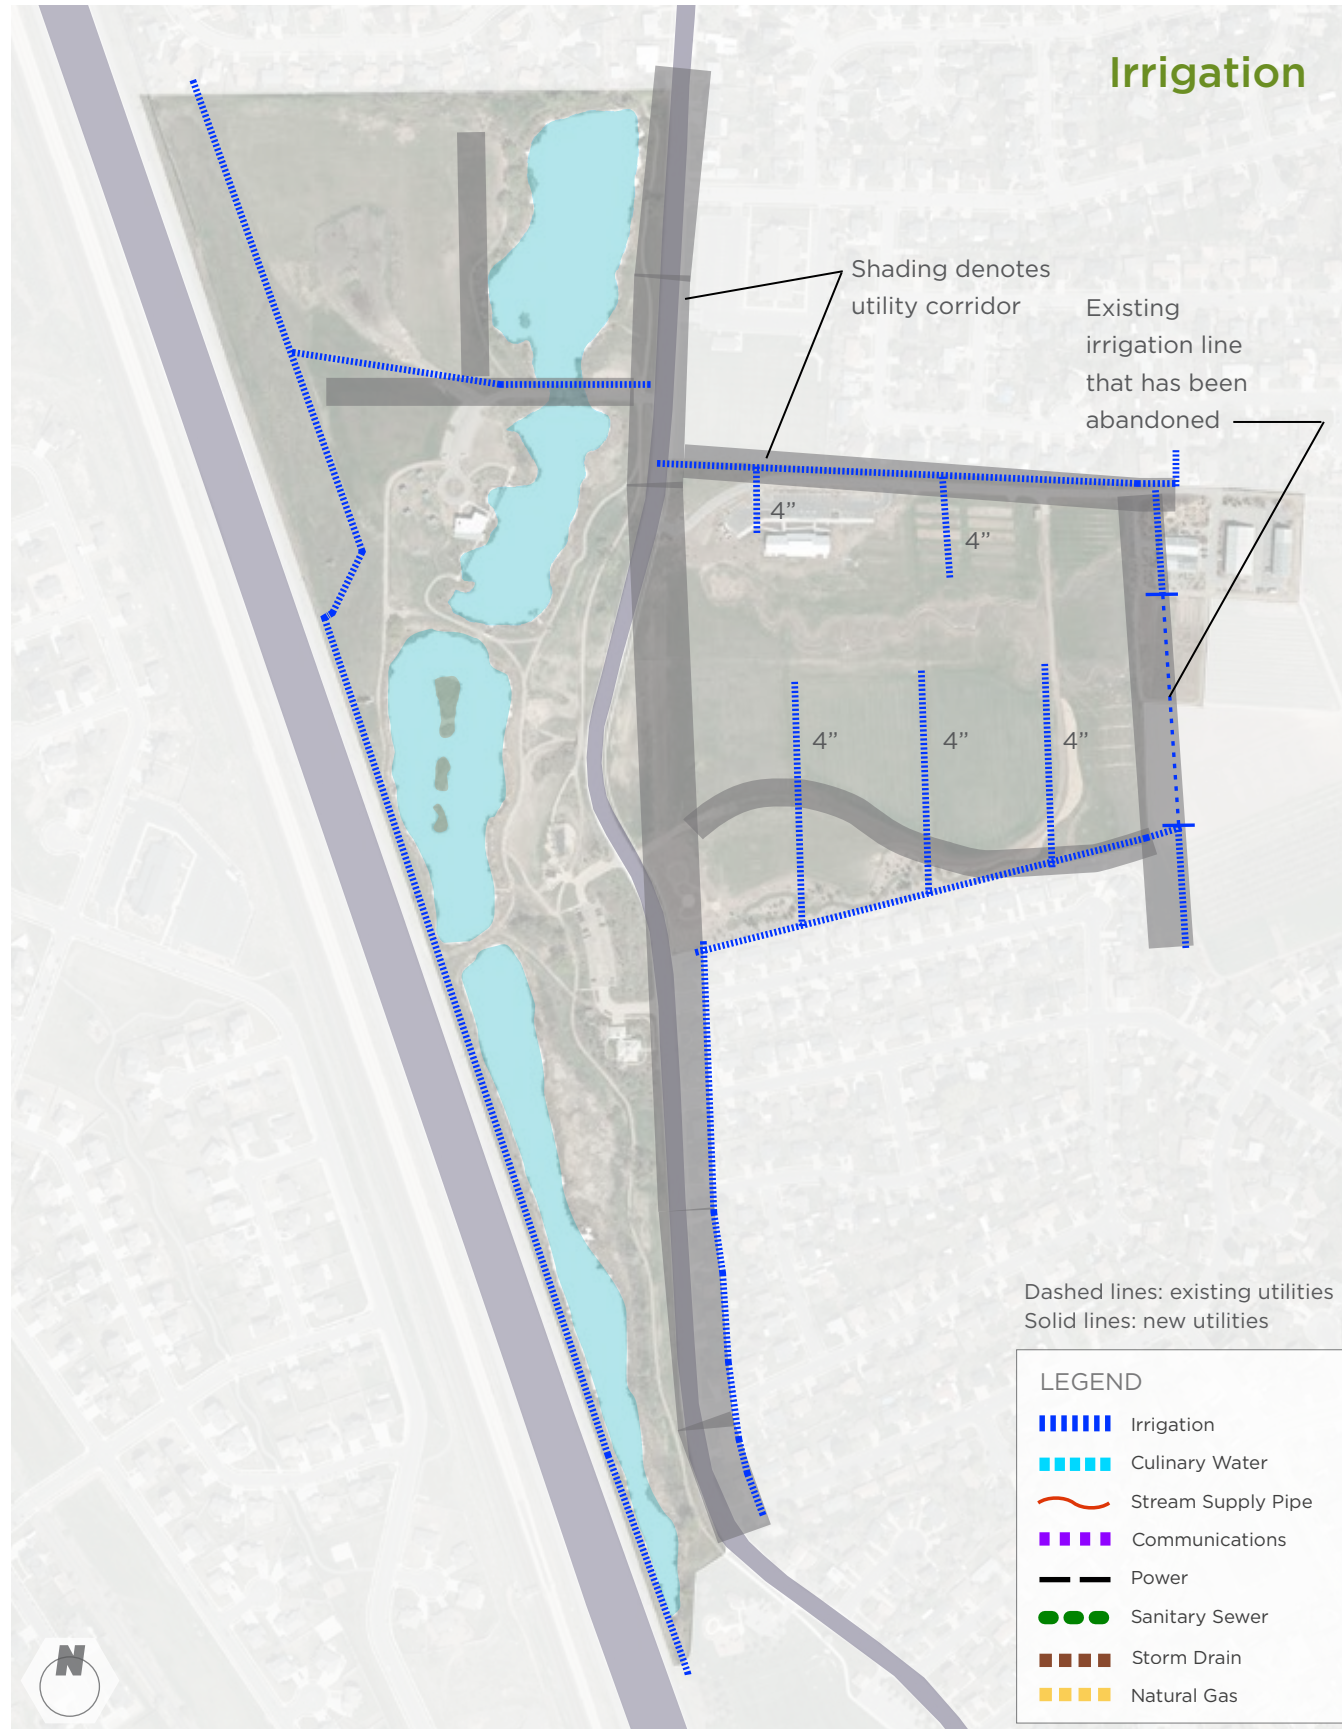 Irrigation
Shading denotes
utility corridor
Existing
irrigation line
that has been
abandoned
4”
4”
4”
4”
4”
Dashed lines: existing utilities
Solid lines: new utilities
LEGEND
Irrigation
Culinary Water
Stream Supply Pipe
Communications
Power
Sanitary Sewer
Storm Drain
Natural Gas
N